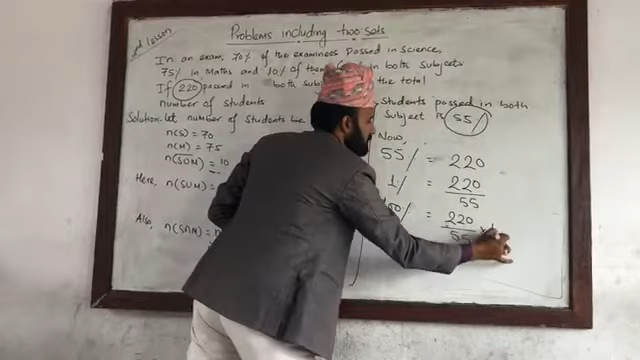 Problems including two sets
lesson
In an exam, 70% of the examinees passed in science,
75% in Maths and 10% of them in both subjects
If 220 passed in both sub the total
number of students
Solution: Let number of students be
n(S) = 70
n(M) = 75
n(S∪M) = 10
Here, n(S∪M) =
Also, n(S∩M) =
students passed in both
subject is 55%
Now,
55% = 220
1% = 220
55
= 220 ×
55